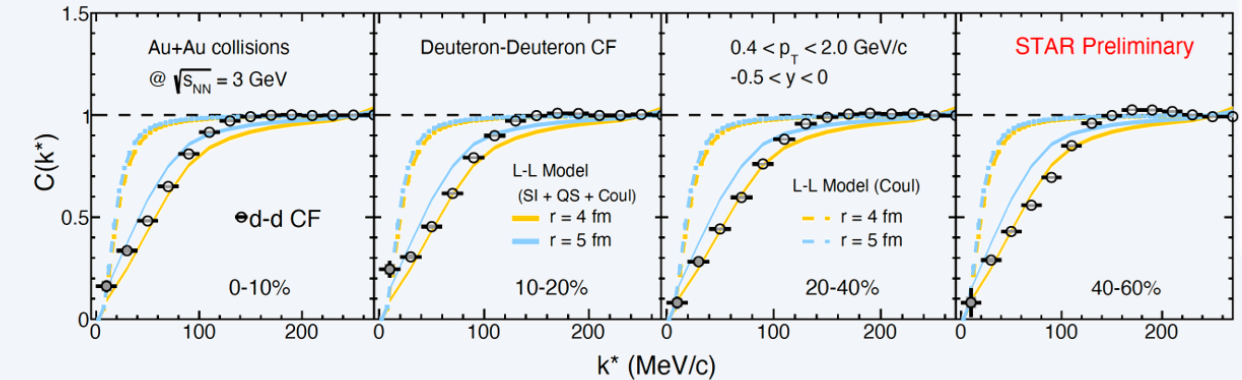 1.5
1
0.5
0
C(k*)
Au+Au collisions
@ √sNN = 3 GeV
d-d CF
0-10%
0 100 200
Deuteron-Deuteron CF
L-L Model
(SI + QS + Coul)
r = 4 fm
r = 5 fm
10-20%
0 100 200
0.4 < pT < 2.0 GeV/c
-0.5 < y < 0
L-L Model (Coul)
r = 4 fm
r = 5 fm
20-40%
0 100 200
STAR Preliminary
40-60%
0 100 200
k* (MeV/c)